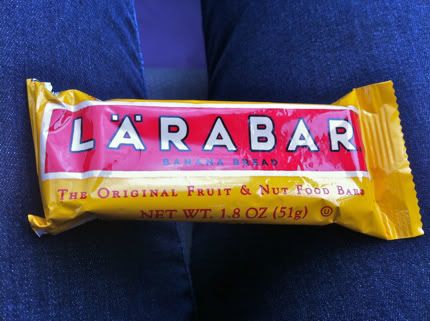 LÄRABAR
BANANA BREAD
THE ORIGINAL FRUIT & NUT FOOD BAR
NET WT. 1.8 OZ (51g) U